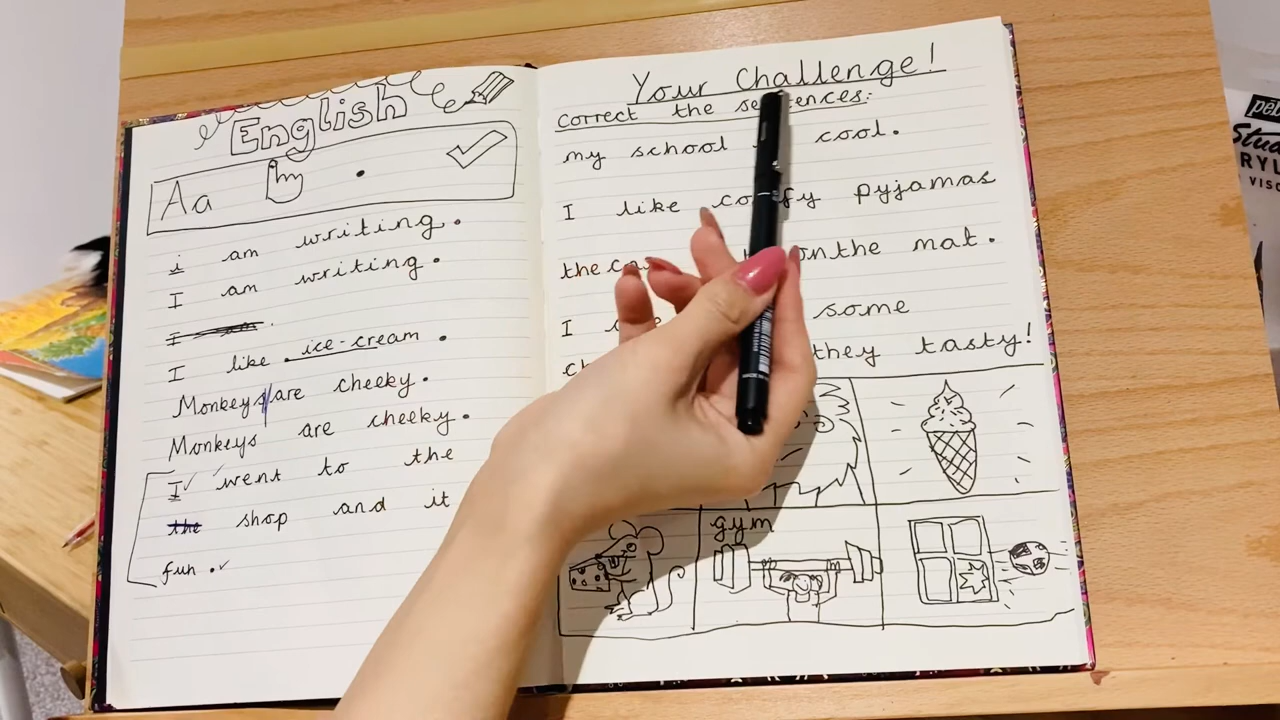 English
Aa .
i am writing.
I am writing.
I like ice-cream.
Monkeys are cheeky.
Monkeys are cheeky.
I went to the
the shop and it
fun.
Your Challenge!
correct the sentences:
my school cool.
I like comfy pyjamas
the on the mat.
I some
they tasty!
gym